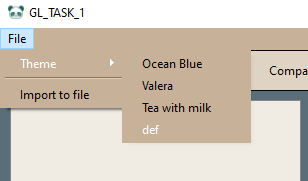 GL_TASK_1
File
Theme
Import to file
Ocean Blue
Valera
Tea with milk
def
Compa